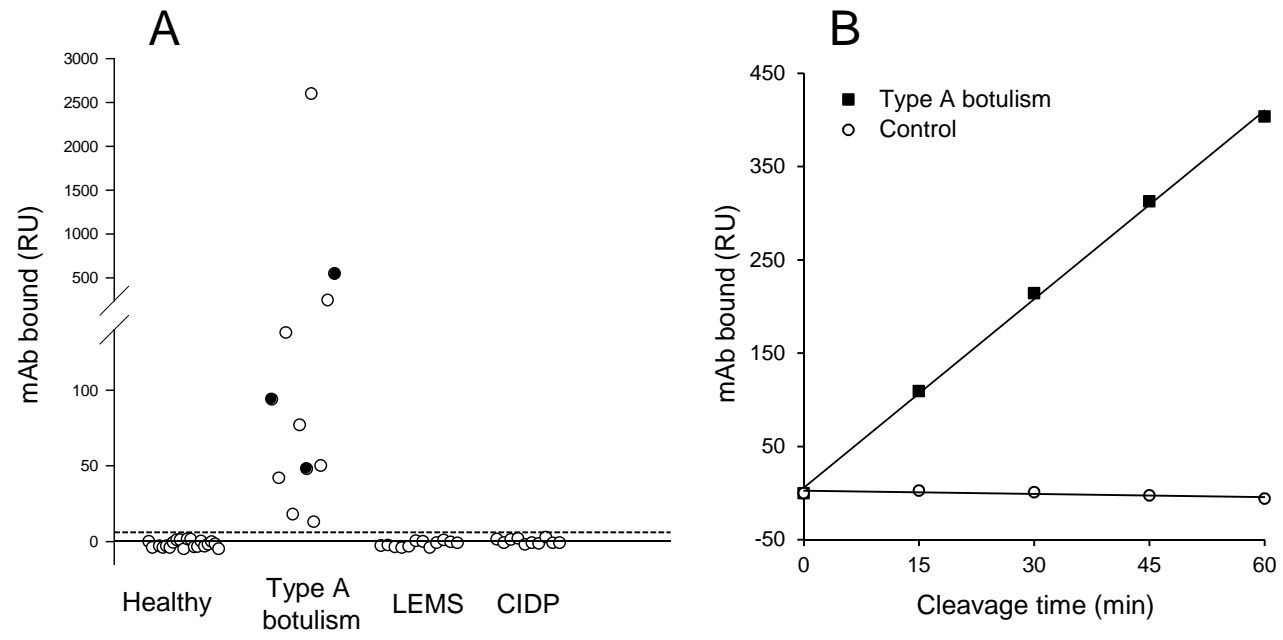 A
3000
2500
2000
1500
1000
500
100
50
0
mAb bound (RU)
Healthy
Type A
botulism
LEMS
CIDP
B
450
350
250
150
50
-50
mAb bound (RU)
Type A botulism
Control
0
15
30
45
60
Cleavage time (min)